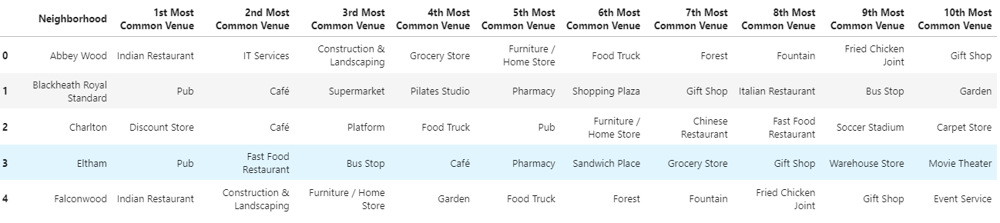 Neighborhood 1st Most Common Venue 2nd Most Common Venue 3rd Most Common Venue 4th Most Common Venue 5th Most Common Venue 6th Most Common Venue 7th Most Common Venue 8th Most Common Venue 9th Most Common Venue 10th Most Common Venue
0 Abbey Wood Indian Restaurant IT Services Construction & Landscaping Grocery Store Furniture / Home Store Food Truck Forest Fountain Fried Chicken Joint Gift Shop
1 Blackheath Royal Standard Pub Café Supermarket Pilates Studio Pharmacy Shopping Plaza Gift Shop Italian Restaurant Bus Stop Garden
2 Charlton Discount Store Café Platform Food Truck Pub Furniture / Home Store Chinese Restaurant Fast Food Restaurant Soccer Stadium Carpet Store
3 Eltham Pub Fast Food Restaurant Bus Stop Café Pharmacy Sandwich Place Grocery Store Gift Shop Warehouse Store Movie Theater
4 Falconwood Indian Restaurant Construction & Landscaping Furniture / Home Store Garden Food Truck Forest Fountain Fried Chicken Joint Gift Shop Event Service